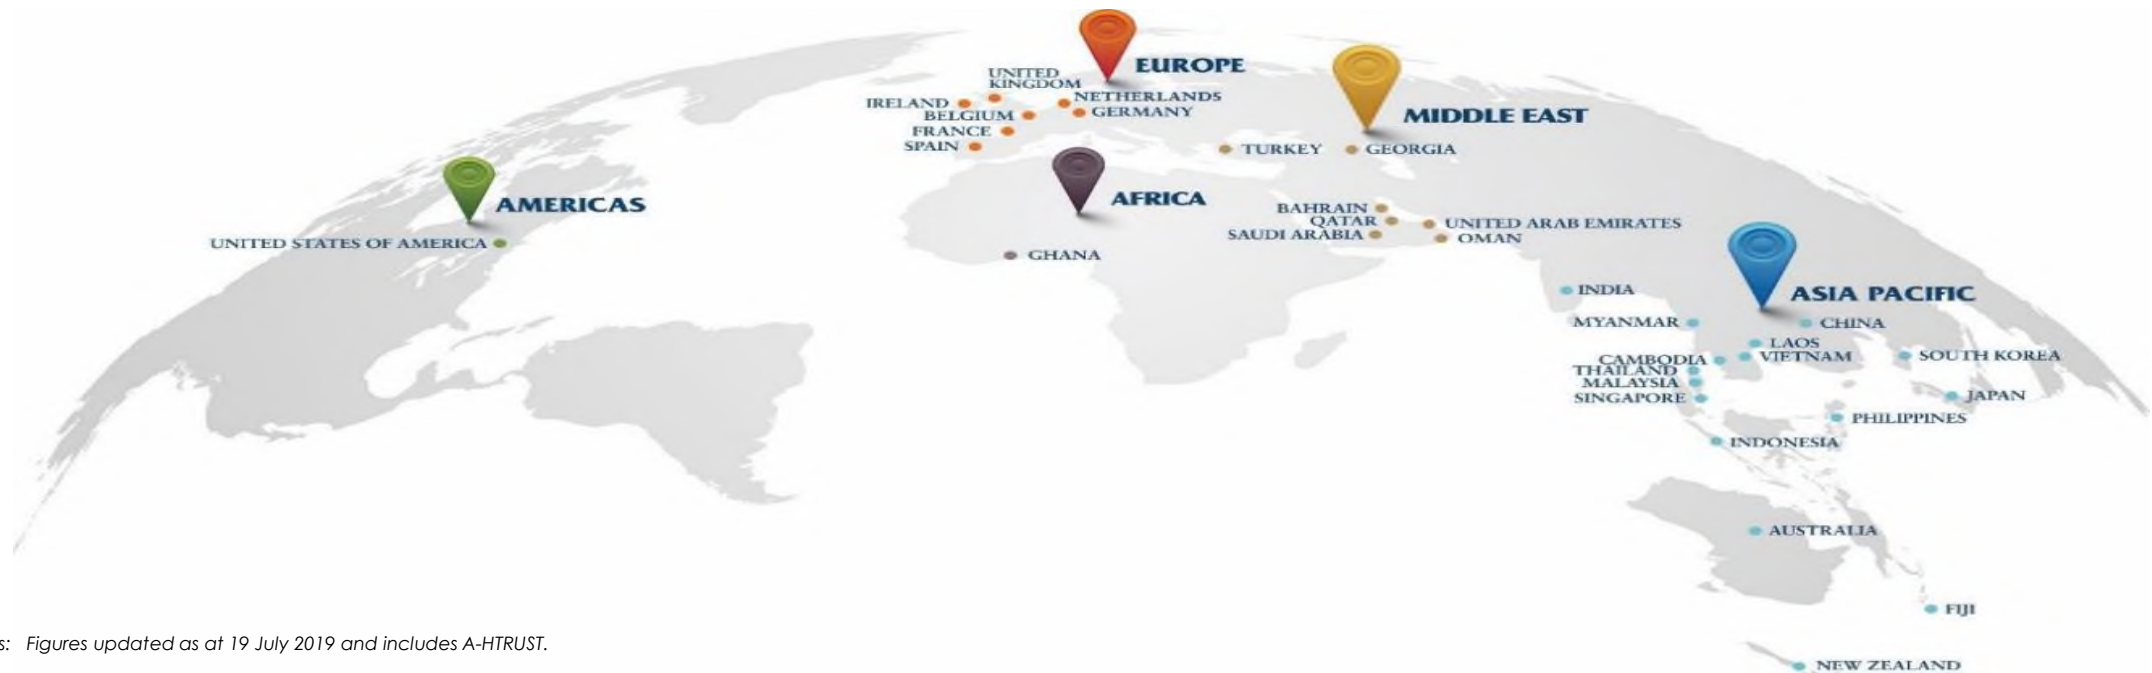 EUROPE
UNITED
KINGDOM
IRELAND
NETHERLANDS
BELGIUM
GERMANY
FRANCE
SPAIN
MIDDLE EAST
TURKEY
GEORGIA
AMERICAS
UNITED STATES OF AMERICA
AFRICA
GHANA
BAHRAIN
QATAR
UNITED ARAB EMIRATES
SAUDI ARABIA
OMAN
ASIA PACIFIC
INDIA
MYANMAR
CHINA
LAOS
CAMBODIA
VIETNAM
SOUTH KOREA
THAILAND
MALAYSIA
SINGAPORE
JAPAN
PHILIPPINES
INDONESIA
AUSTRALIA
FIJI
s: Figures updated as at 19 July 2019 and includes A-HTRUST.
NEW ZEALAND